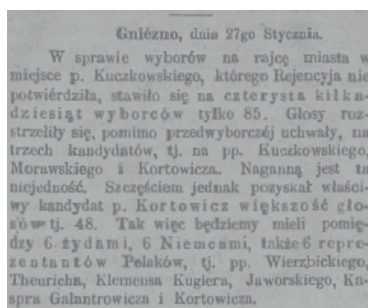 Gniézno, dnia 27go Stycznia.
W sprawie wyborów na rajcę miasta w
miejsce p. Kuczkowskiego, którego Rejencyja nie
potwiérdziła, stawiło się na czterysta kilka-
dziesiąt wyborców tylko 85. Głosy roz-
strzeliły się, pomimo przedwyborczéj uchwały, na
trzech kandydatów, tj. na pp. Kuczkowskiego,
Morawskiego i Kortowicza. Naganną jest ta
niejedność. Szczęściem jednak pozyskał właści-
wy kandydat p. Kortowicz większość gło-
sów tj. 48. Tak więc będziemy mieli pomię-
dzy 6 żydami, 6 Niemcami, także 6 repre-
zentantów Polaków, tj. pp. Wierzbickiego,
Theuricha, Klemensa Kugiera, Jaworskiego, Ka-
spra Gałantrowicza i Kortowicza.